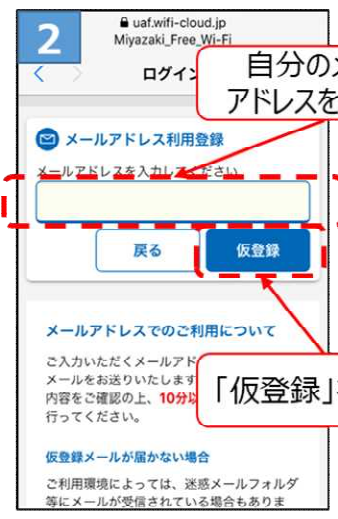 2
uaf.wifi-cloud.jp
Miyazaki_Free_Wi-Fi
ログイン
自分の
アドレスを
メールアドレス利用登録
メールアドレスを入力してください
戻る
仮登録
メールアドレスでのご利用について
ご入力いただくメールアド
メールをお送りいたします
「仮登録」
内容をご確認の上、10分以
行ってください。
仮登録メールが届かない場合
ご利用環境によっては、迷惑メールフォルダ
等にメールが受信されている場合もありま